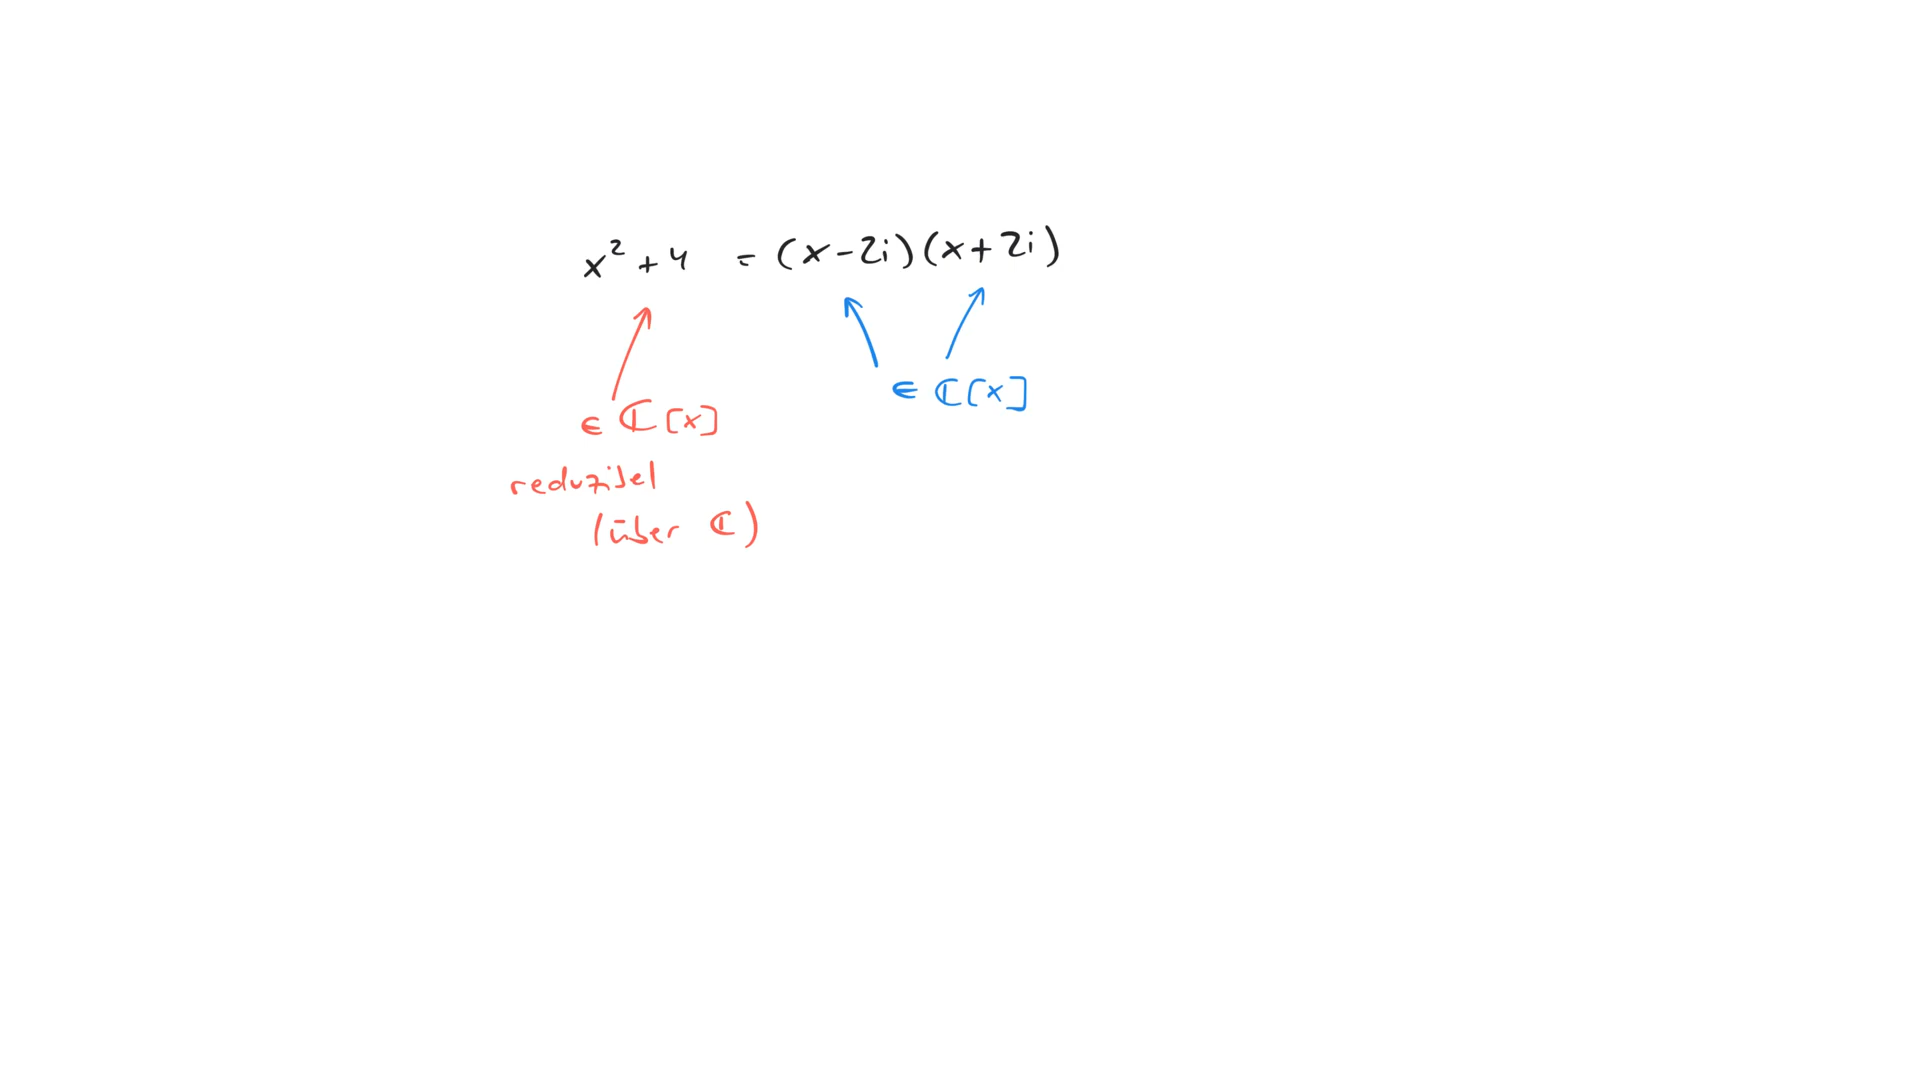 x² + 4 = (x - 2i)(x + 2i)
∈ ℂ[x]
∈ ℂ[x]
reduzibel
(über ℂ)